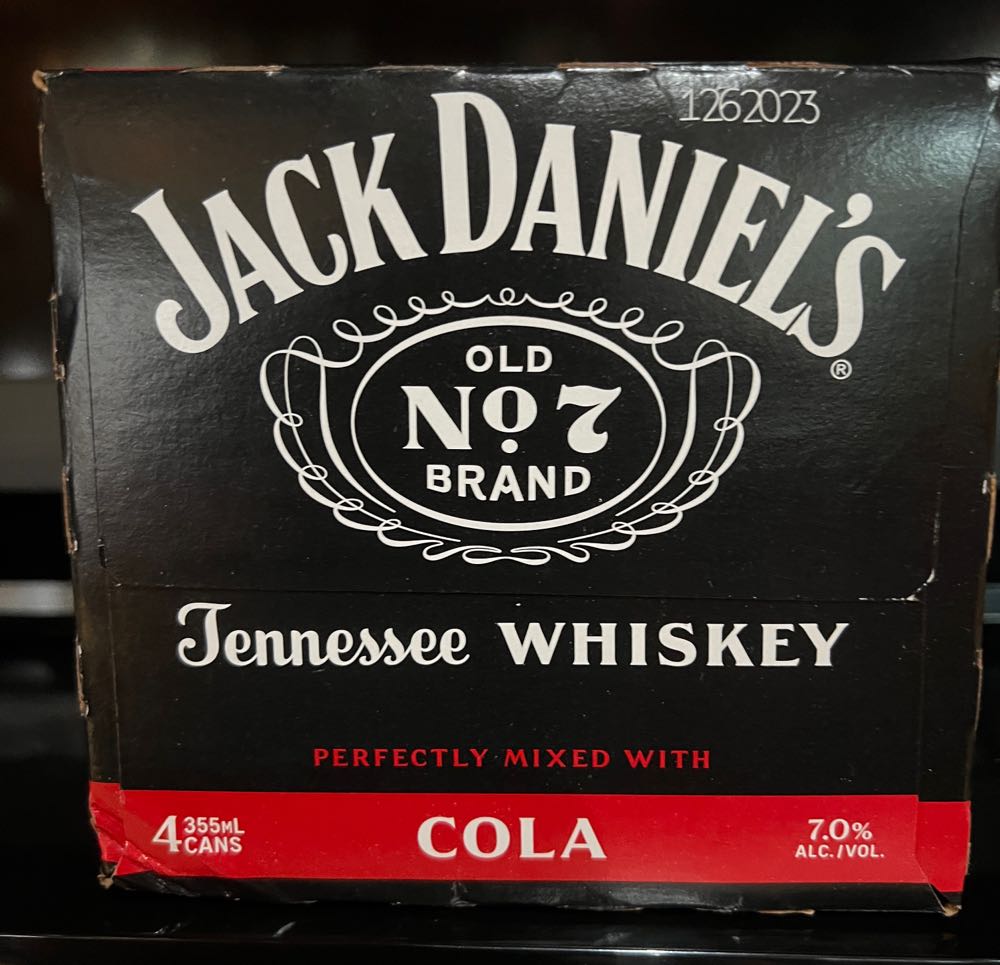 1262023
JACK DANIEL'S
®
OLD
Nº 7
BRAND
Tennessee WHISKEY
PERFECTLY MIXED WITH
4 355ML CANS
COLA
7.0% ALC./VOL.